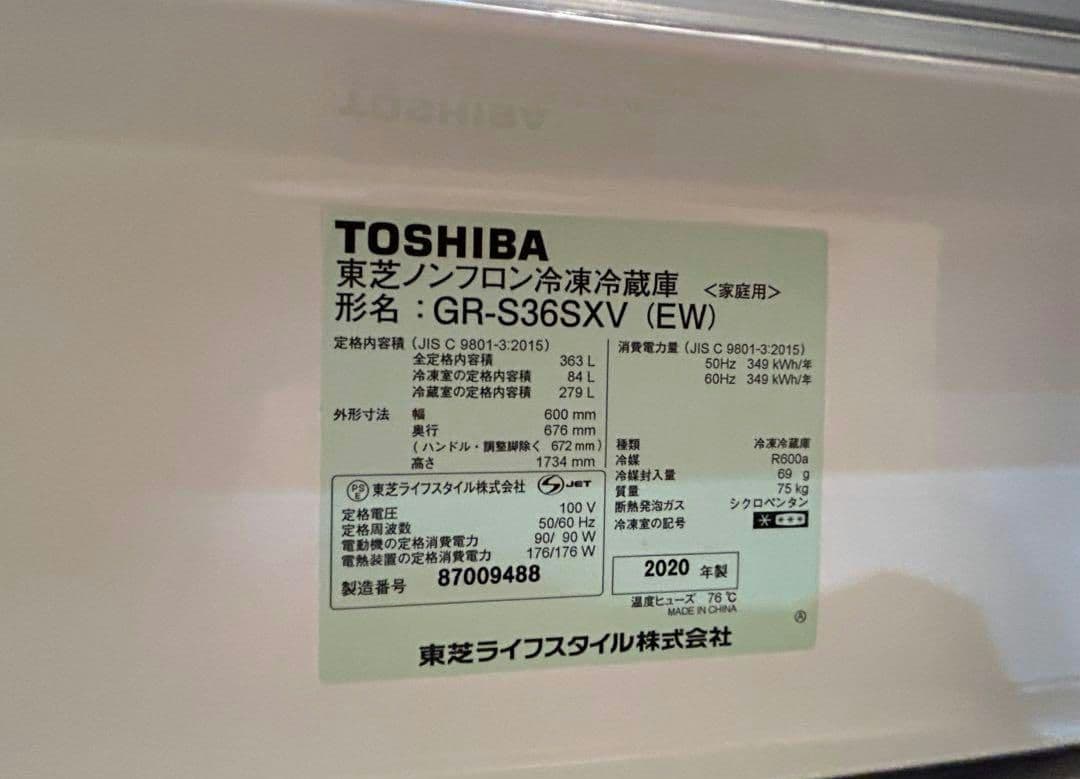 TOSHIBA
東芝ノンフロン冷凍冷蔵庫 <家庭用>
形名：GR-S36SXV (EW)
定格内容積 (JIS C 9801-3:2015)
全定格内容積 363 L
冷凍室の定格内容積 84 L
冷蔵室の定格内容積 279 L
外形寸法 幅 600 mm
奥行 676 mm
(ハンドル・調整脚除く 672 mm)
高さ 1734 mm
PSE 東芝ライフスタイル株式会社 S JET
定格電圧 100 V
定格周波数 50/60 Hz
電動機の定格消費電力 90/ 90 W
電熱装置の定格消費電力 176/176 W
製造番号 87009488
消費電力量 (JIS C 9801-3:2015)
50Hz 349 kWh/年
60Hz 349 kWh/年
種類 冷凍冷蔵庫
冷媒 R600a
冷媒封入量 69 g
質量 75 kg
断熱発泡ガス シクロペンタン
冷凍室の記号
2020 年製
温度ヒューズ 76 ℃
MADE IN CHINA
Ⓐ
東芝ライフスタイル株式会社